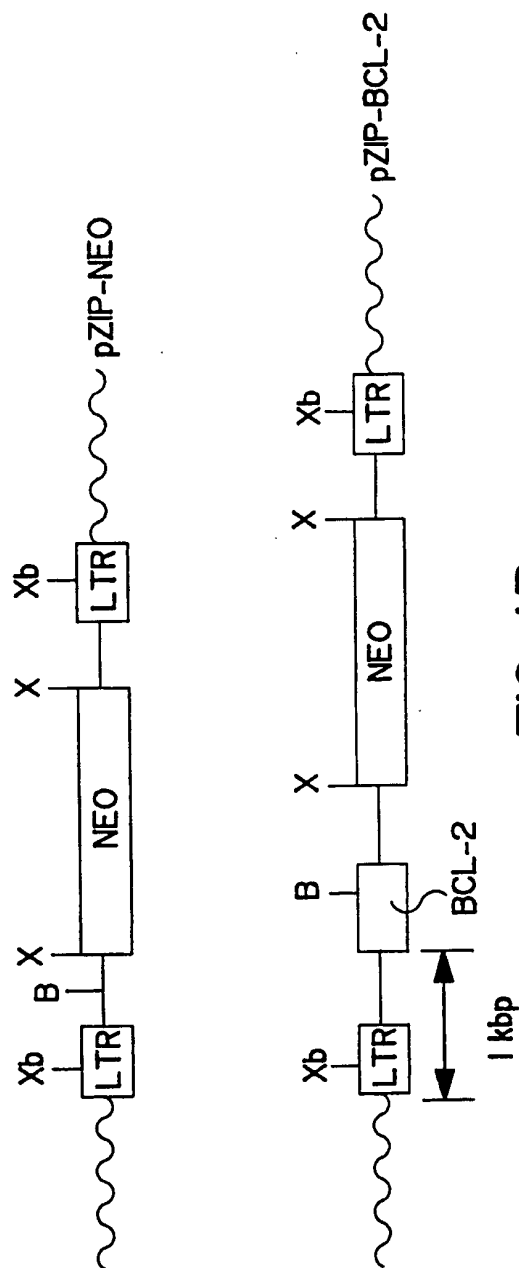 Xb B X X Xb
LTR NEO LTR pZIP-NEO
Xb B X X Xb
LTR NEO LTR pZIP-BCL-2
BCL-2
1 kbp